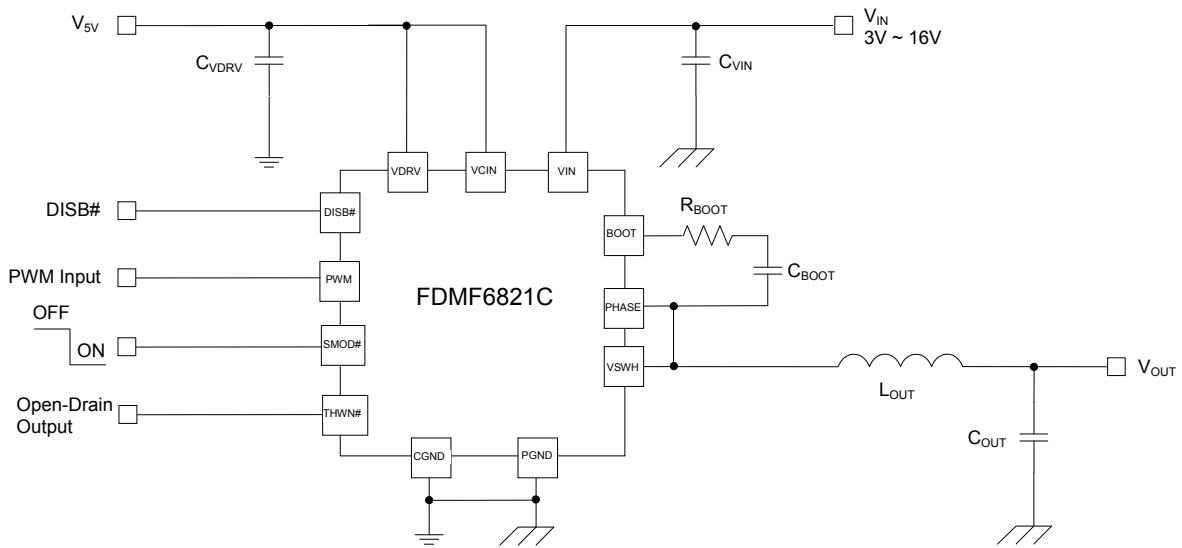 V5V
CVDRV
CVIN
VIN
3V ~ 16V
VDRV
VCIN
VIN
DISB#
DISB#
BOOT
RBOOT
CBOOT
PWM Input
PWM
FDMF6821C
PHASE
OFF
ON
SMOD#
VSWH
LOUT
VOUT
Open-Drain
Output
THWN#
CGND
PGND
COUT